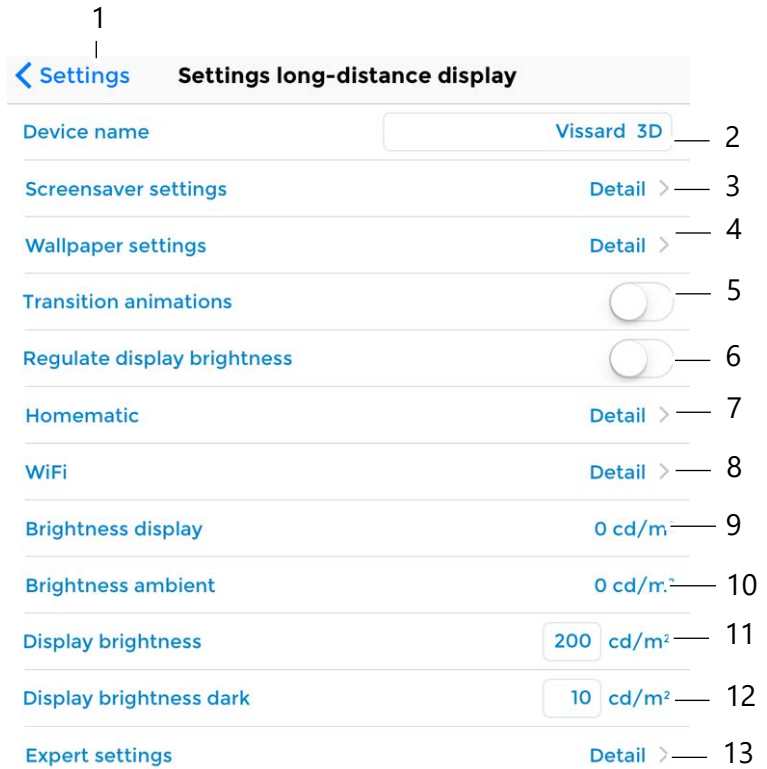 1
Settings Settings long-distance display
Device name Vissard 3D 2
Screensaver settings Detail 3
Wallpaper settings Detail 4
Transition animations 5
Regulate display brightness 6
Homematic Detail 7
WiFi Detail 8
Brightness display 0 cd/m 9
Brightness ambient 0 cd/m² 10
Display brightness 200 cd/m² 11
Display brightness dark 10 cd/m² 12
Expert settings Detail 13